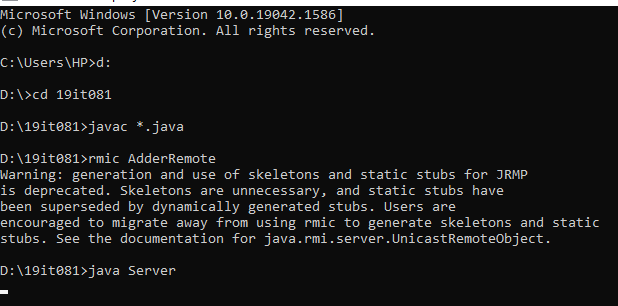 Microsoft Windows [Version 10.0.19042.1586]
(c) Microsoft Corporation. All rights reserved.
C:\Users\HP>d:
D:\>cd 19it081
D:\19it081>javac *.java
D:\19it081>rmic AdderRemote
Warning: generation and use of skeletons and static stubs for JRMP
is deprecated. Skeletons are unnecessary, and static stubs have
been superseded by dynamically generated stubs. Users are
encouraged to migrate away from using rmic to generate skeletons and static
stubs. See the documentation for java.rmi.server.UnicastRemoteObject.
D:\19it081>java Server